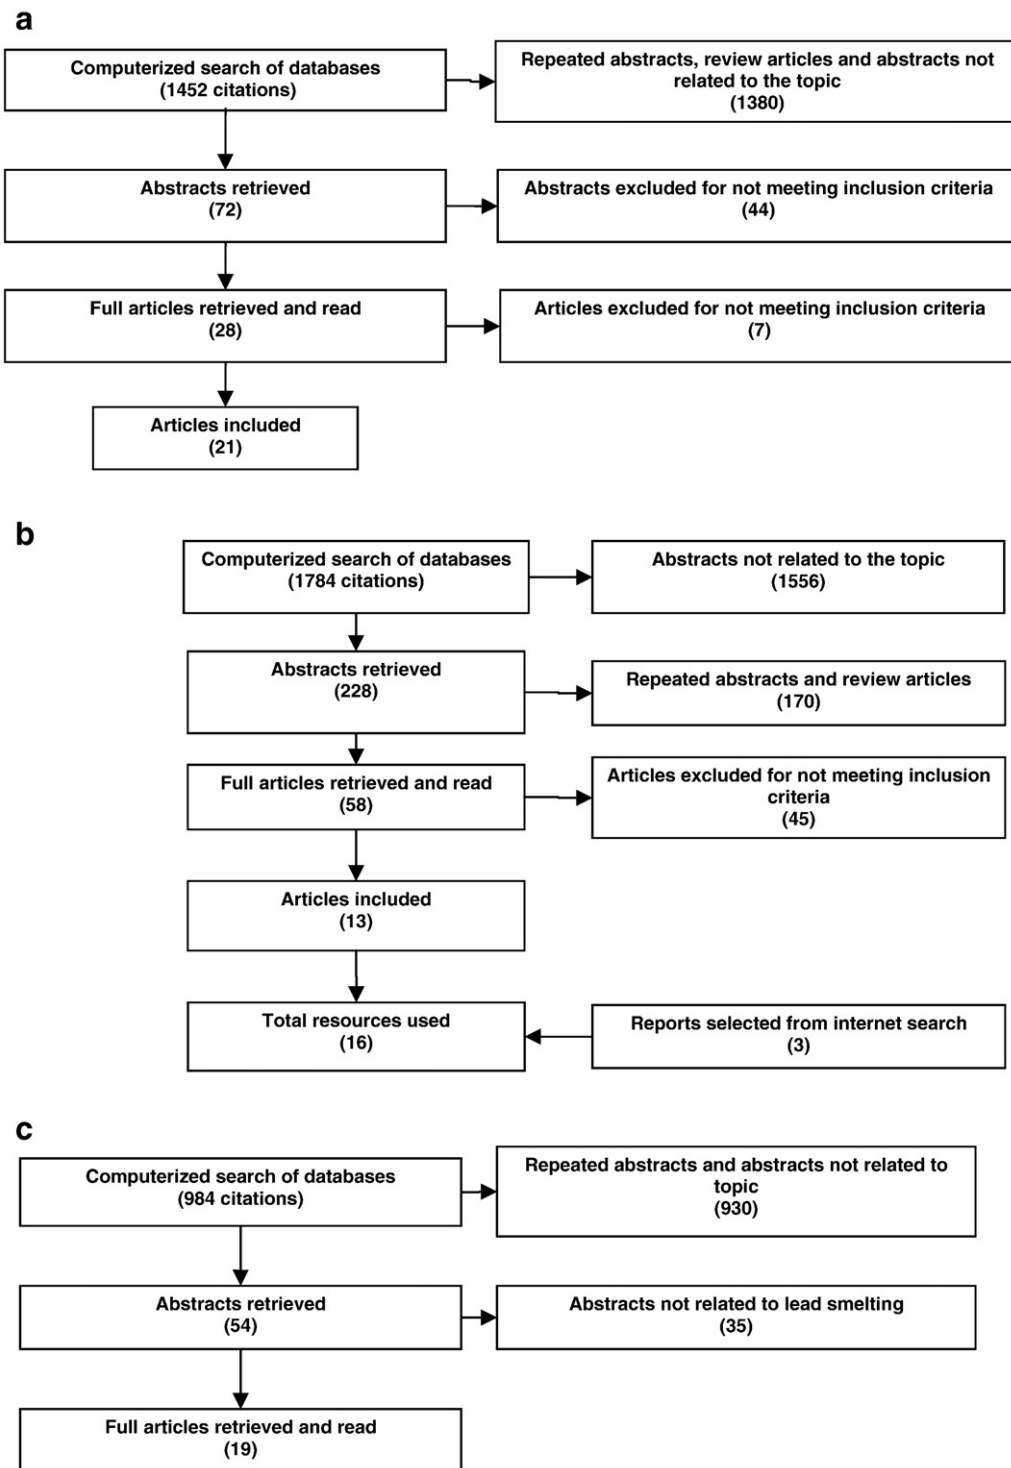 a
Computerized search of databases
(1452 citations)
Repeated abstracts, review articles and abstracts not
related to the topic
(1380)
Abstracts retrieved
(72)
Abstracts excluded for not meeting inclusion criteria
(44)
Full articles retrieved and read
(28)
Articles excluded for not meeting inclusion criteria
(7)
Articles included
(21)
b
Computerized search of databases
(1784 citations)
Abstracts not related to the topic
(1556)
Abstracts retrieved
(228)
Repeated abstracts and review articles
(170)
Full articles retrieved and read
(58)
Articles excluded for not meeting inclusion
criteria
(45)
Articles included
(13)
Total resources used
(16)
Reports selected from internet search
(3)
c
Computerized search of databases
(984 citations)
Repeated abstracts and abstracts not related to
topic
(930)
Abstracts retrieved
(54)
Abstracts not related to lead smelting
(35)
Full articles retrieved and read
(19)